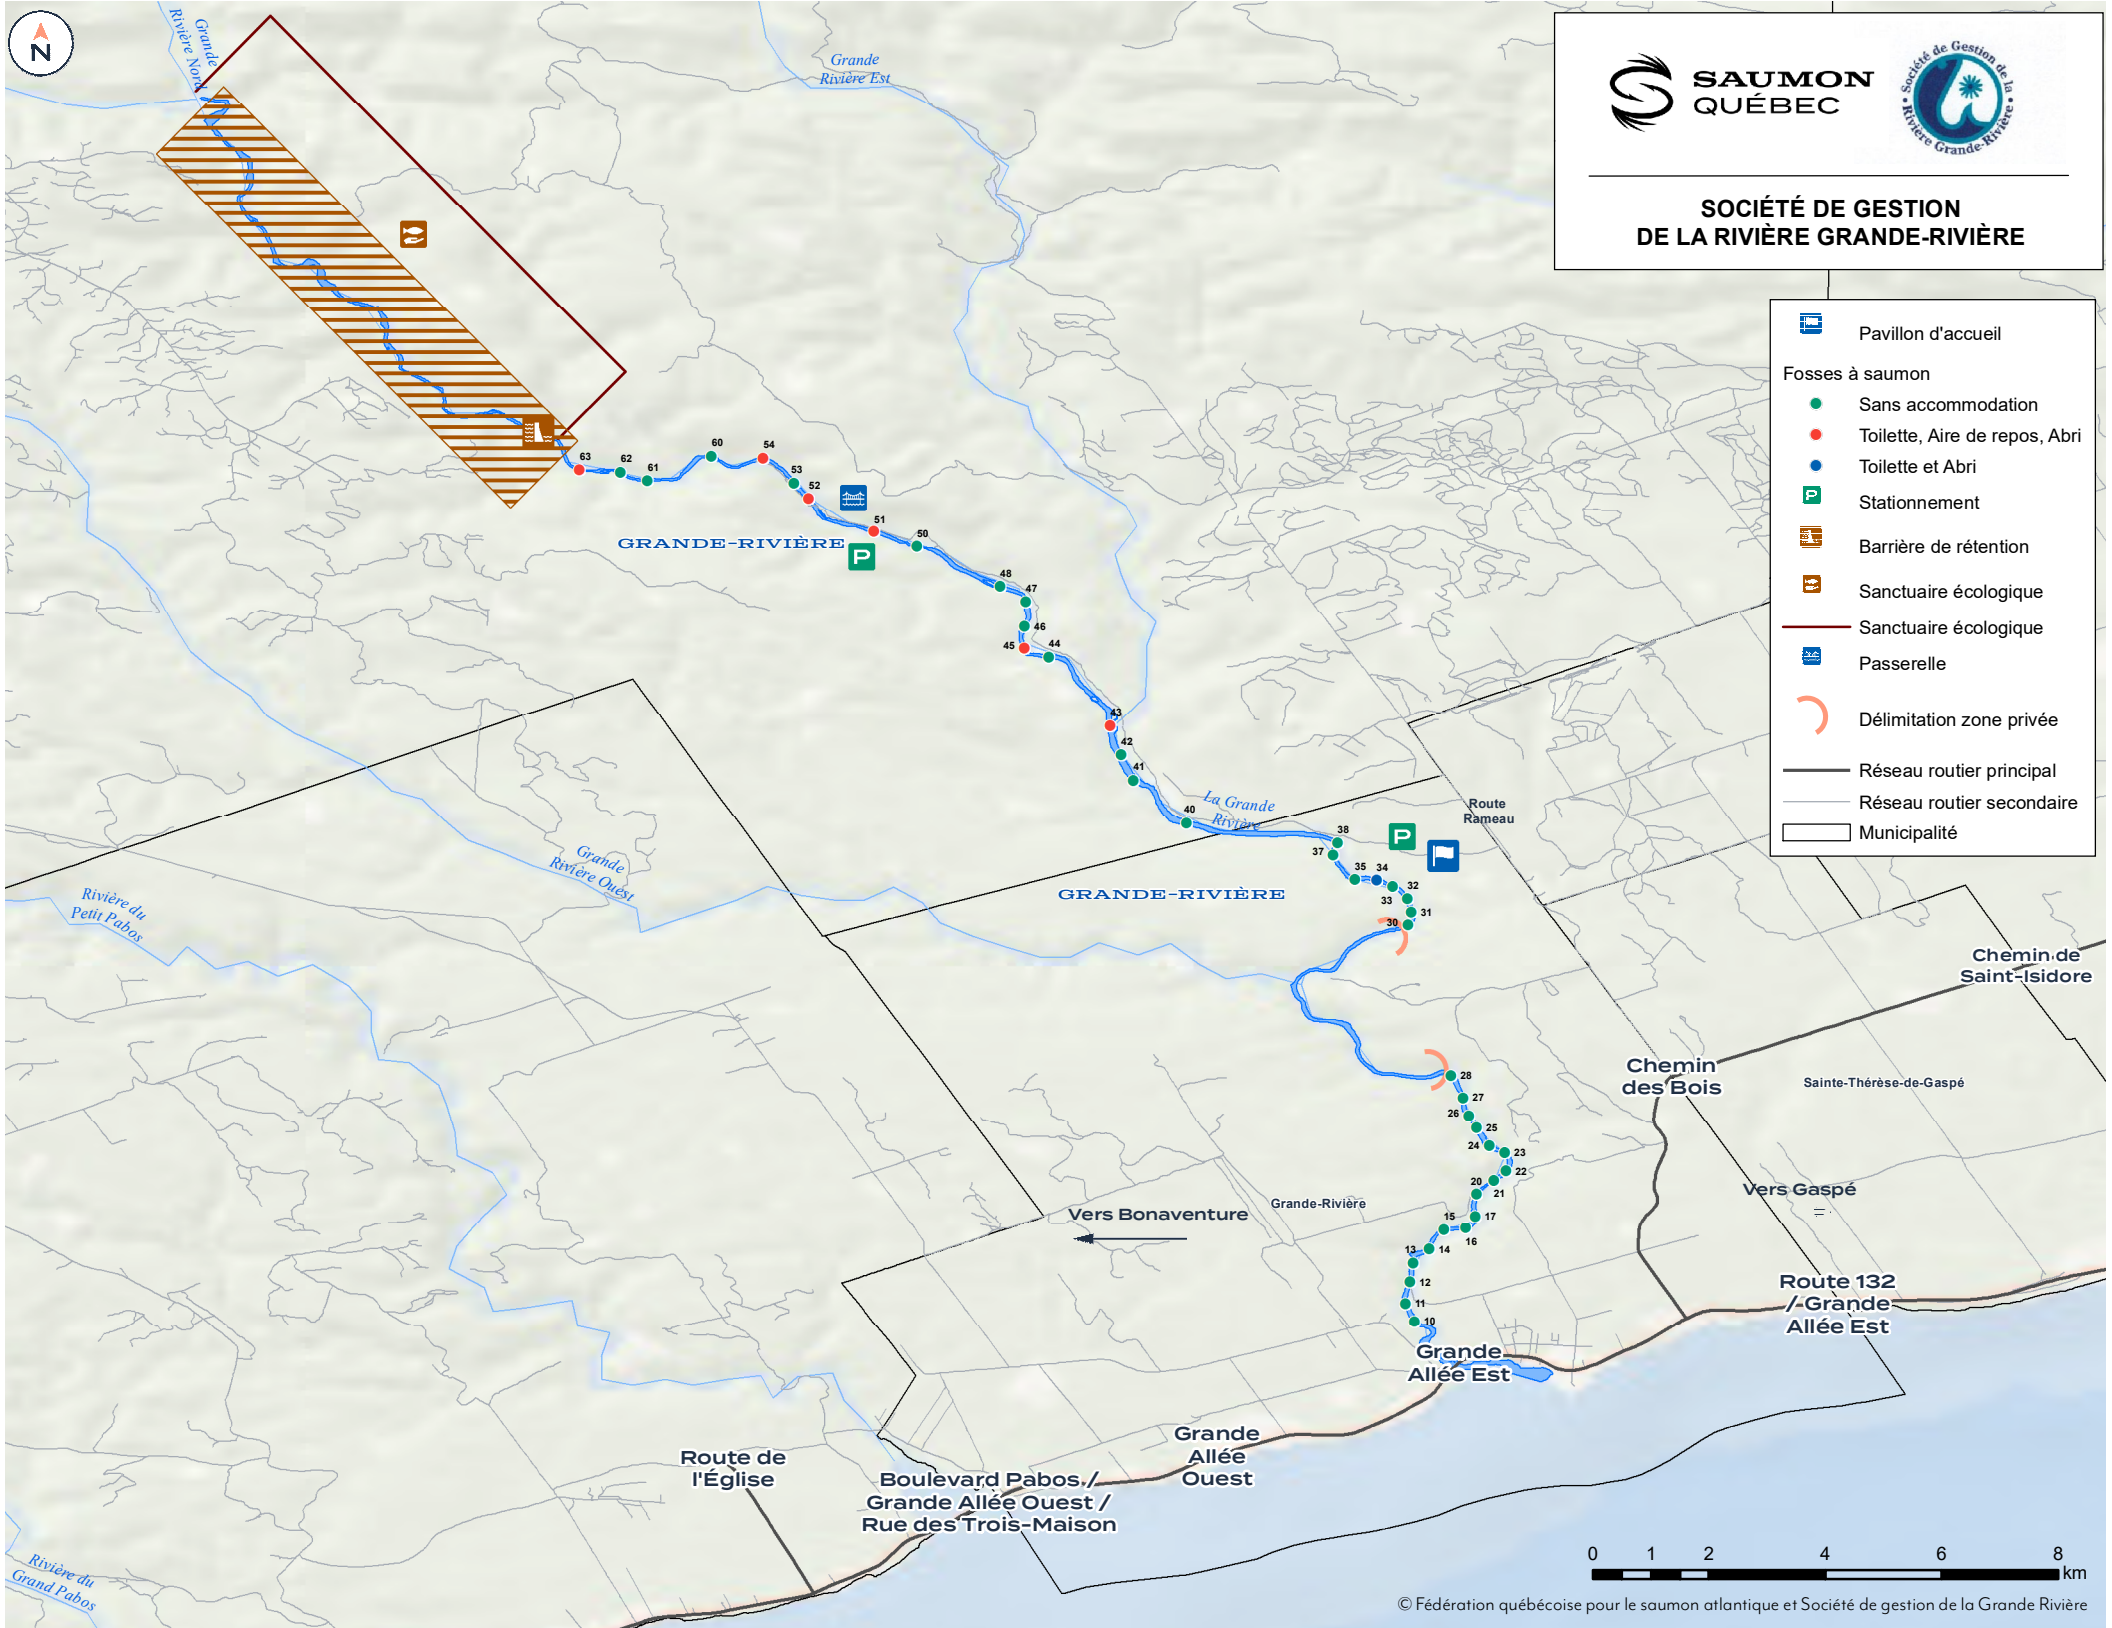 N
Grande
Rivière Nord
Grande
Rivière Est
SAUMON
QUÉBEC
Société de Gestion de la
Rivière Grande-Rivière
SOCIÉTÉ DE GESTION
DE LA RIVIÈRE GRANDE-RIVIÈRE
Pavillon d'accueil
Fosses à saumon
Sans accommodation
Toilette, Aire de repos, Abri
Toilette et Abri
P
Stationnement
Barrière de rétention
Sanctuaire écologique
Sanctuaire écologique
Passerelle
Délimitation zone privée
Réseau routier principal
Réseau routier secondaire
Municipalité
63
62
61
60
54
53
52
51
50
GRANDE-RIVIÈRE
P
48
47
46
45
44
43
42
41
40
La Grande
Rivière
Route
Rameau
38
37
P
35
34
33
32
31
30
GRANDE-RIVIÈRE
Grande
Rivière Ouest
Rivière du
Petit Pabos
Chemin de
Saint-Isidore
Chemin
des Bois
Sainte-Thérèse-de-Gaspé
28
27
26
25
24
23
22
21
20
17
16
15
14
13
12
11
10
Vers Gaspé
Grande-Rivière
Vers Bonaventure
Route 132
/ Grande
Allée Est
Grande
Allée Est
Grande
Allée
Ouest
Route de
l'Église
Boulevard Pabos /
Grande Allée Ouest /
Rue des Trois-Maison
Rivière du
Grand Pabos
0 1 2 4 6 8
km
© Fédération québécoise pour le saumon atlantique et Société de gestion de la Grande Rivière